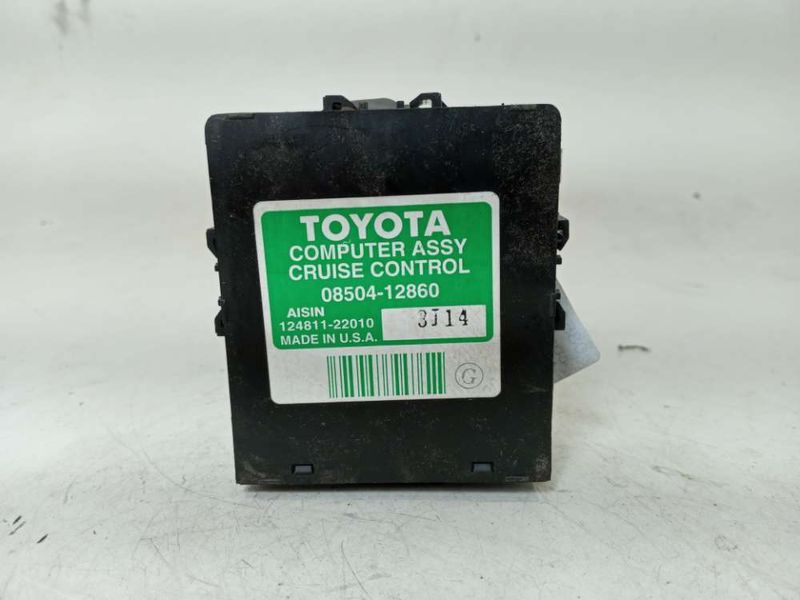 TOYOTA
COMPUTER ASSY
CRUISE CONTROL
08504-12860
AISIN
124811-22010 3J14
MADE IN U.S.A.
G